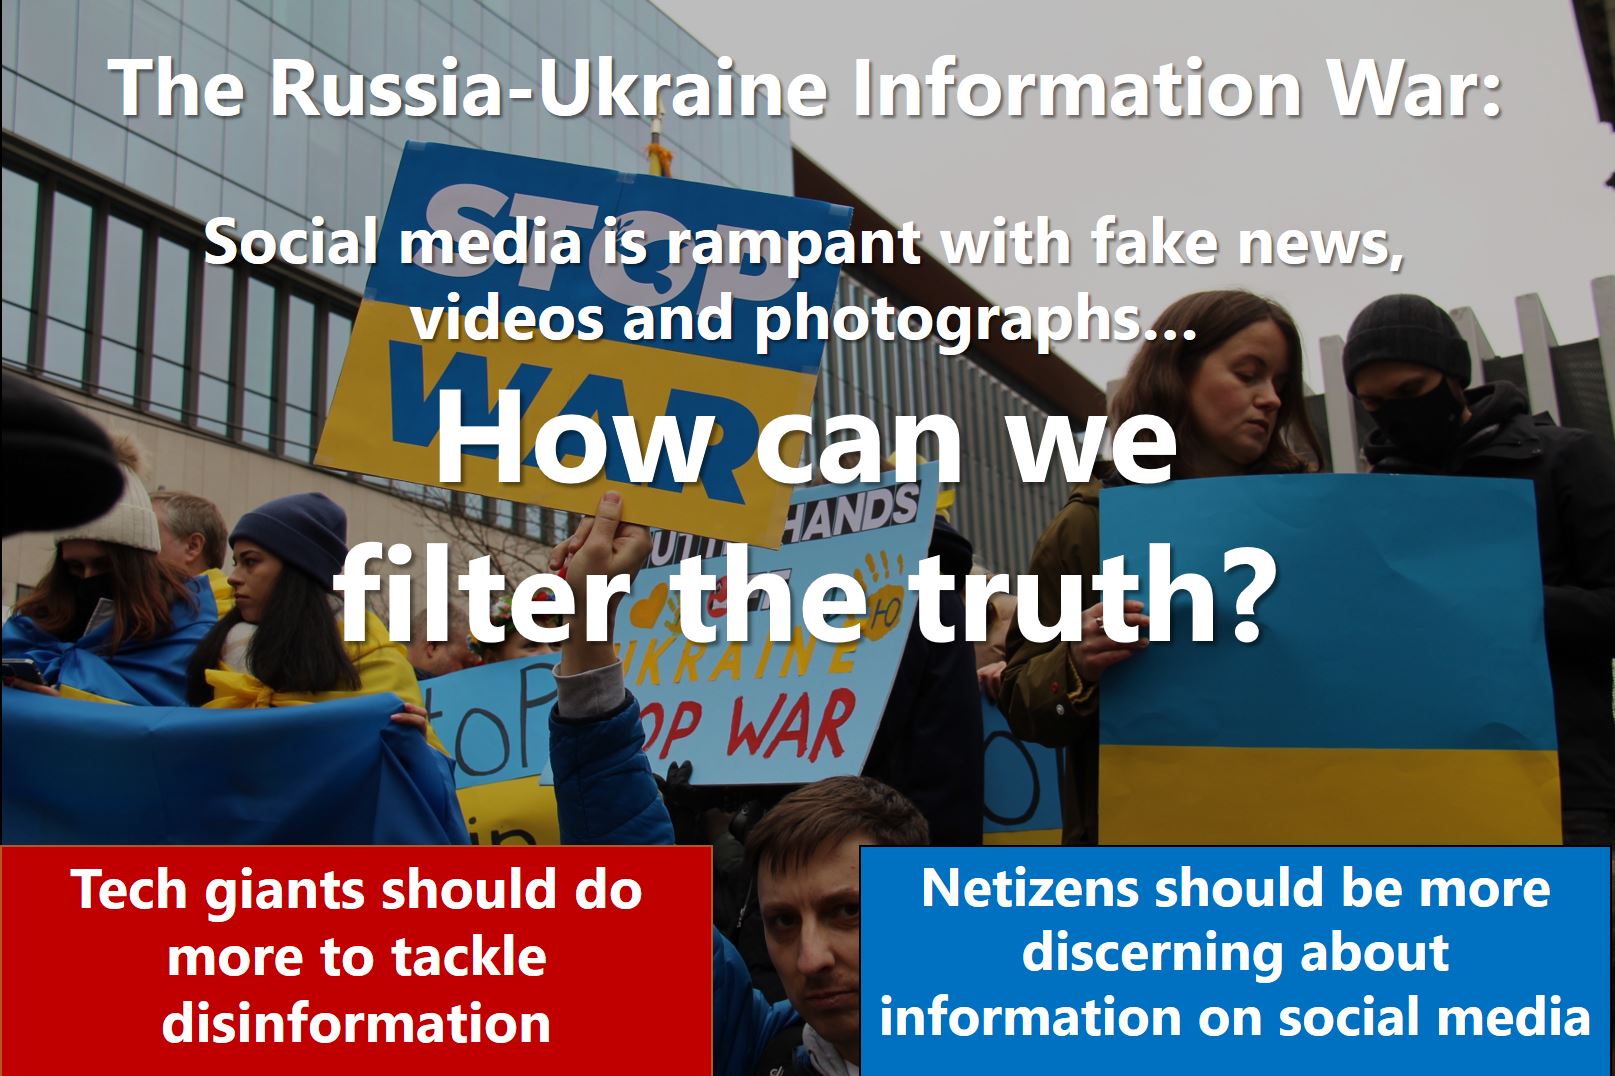 The Russia-Ukraine Information War:
Social media is rampant with fake news,
videos and photographs...
How can we
filter the truth?
STOP
WAR
HANDS
UKRAINE
WAR
Tech giants should do
more to tackle
disinformation
Netizens should be more
discerning about
information on social media